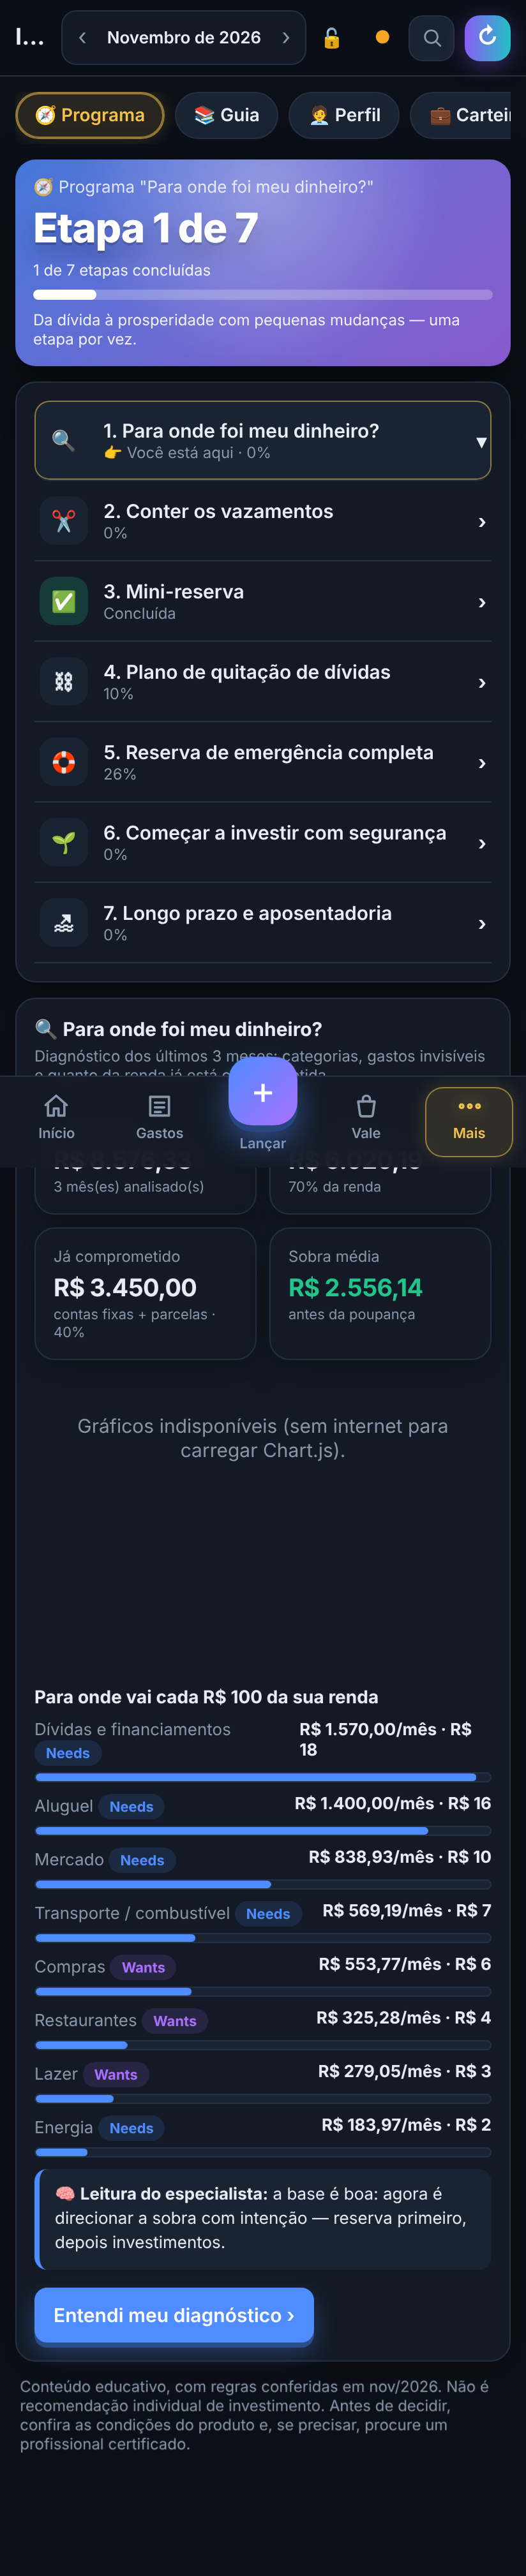 I...
Novembro de 2026
Programa
Guia
Perfil
Carteir
Programa "Para onde foi meu dinheiro?"
Etapa 1 de 7
1 de 7 etapas concluídas
Da dívida à prosperidade com pequenas mudanças — uma
etapa por vez.
1. Para onde foi meu dinheiro?
👉 Você está aqui · 0%
2. Conter os vazamentos
0%
3. Mini-reserva
Concluída
4. Plano de quitação de dívidas
10%
5. Reserva de emergência completa
26%
6. Começar a investir com segurança
0%
7. Longo prazo e aposentadoria
0%
🔍 Para onde foi meu dinheiro?
Diagnóstico dos últimos 3 meses: categorias, gastos invisíveis
e quanto da renda já está
Início
Gastos
+
Lançar
Vale
Mais
3 mês(es) analisado(s)
70% da renda
Já comprometido
R$ 3.450,00
contas fixas + parcelas ·
40%
Sobra média
R$ 2.556,14
antes da poupança
Gráficos indisponíveis (sem internet para
carregar Chart.js).
Para onde vai cada R$ 100 da sua renda
Dívidas e financiamentos
Needs
R$ 1.570,00/mês · R$
18
Aluguel Needs R$ 1.400,00/mês · R$ 16
Mercado Needs R$ 838,93/mês · R$ 10
Transporte / combustível Needs R$ 569,19/mês · R$ 7
Compras Wants R$ 553,77/mês · R$ 6
Restaurantes Wants R$ 325,28/mês · R$ 4
Lazer Wants R$ 279,05/mês · R$ 3
Energia Needs R$ 183,97/mês · R$ 2
🧠 Leitura do especialista: a base é boa: agora é
direcionar a sobra com intenção — reserva primeiro,
depois investimentos.
Entendi meu diagnóstico ›
Conteúdo educativo, com regras conferidas em nov/2026. Não é
recomendação individual de investimento. Antes de decidir,
confira as condições do produto e, se precisar, procure um
profissional certificado.